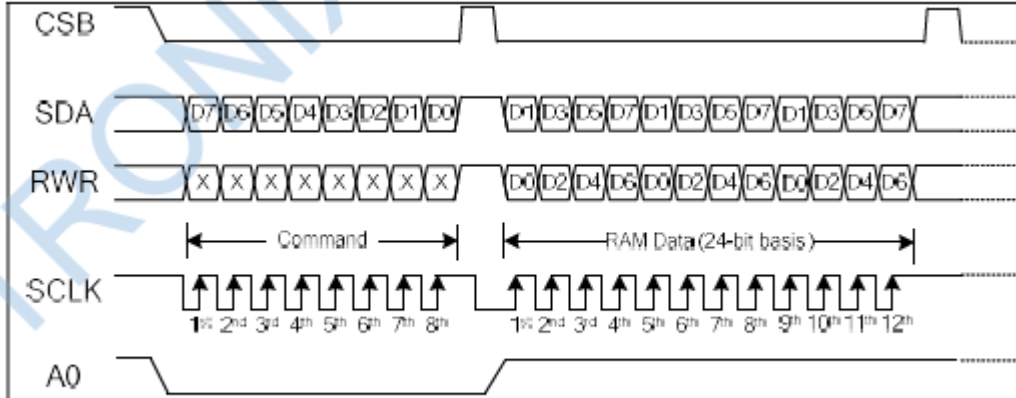 CSB
SDA D7 D6 D5 D4 D3 D2 D1 D0 D1 D3 D5 D7 D1 D3 D5 D7 D1 D3 D5 D7
RWR X X X X X X X X D0 D2 D4 D6 D0 D2 D4 D6 D0 D2 D4 D6
Command RAM Data (24-bit basis)
SCLK
1st 2nd 3rd 4th 5th 6th 7th 8th 1st 2nd 3rd 4th 5th 6th 7th 8th 9th 10th 11th 12th
A0